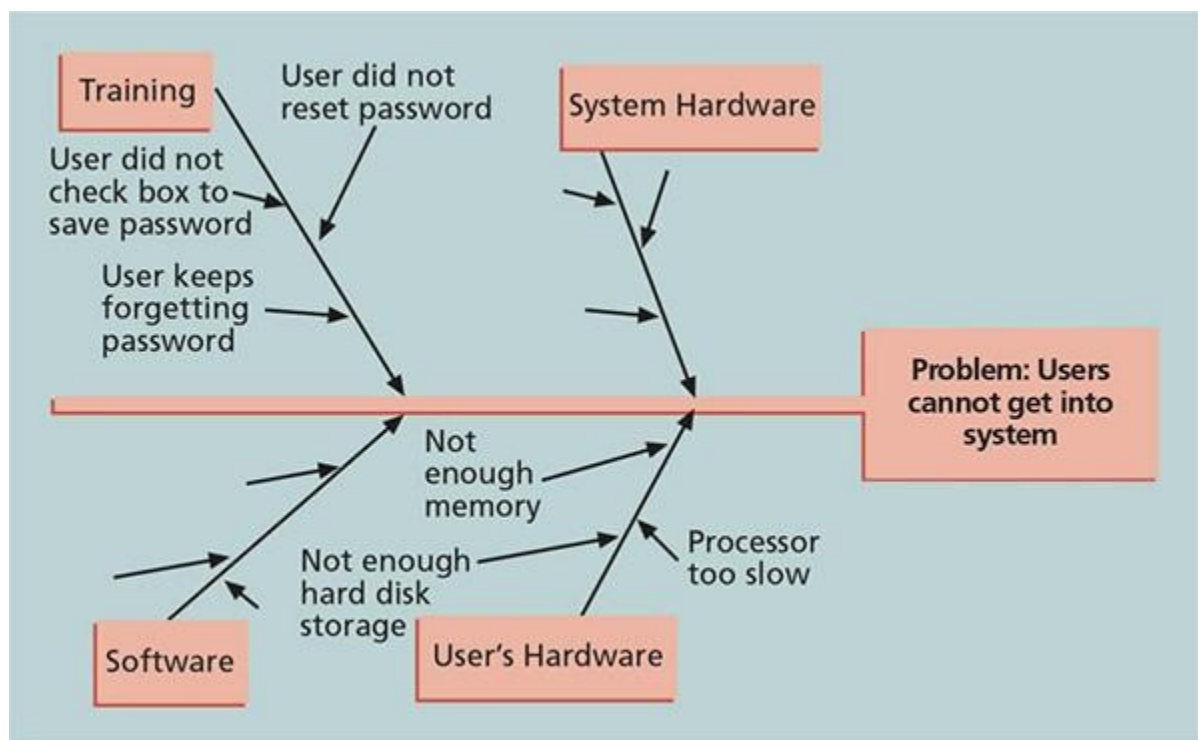 Training
User did not
reset password
System Hardware
User did not
check box to
save password
User keeps
forgetting
password
Problem: Users
cannot get into
system
Not
enough
memory
Not enough
hard disk
storage
Processor
too slow
Software
User’s Hardware